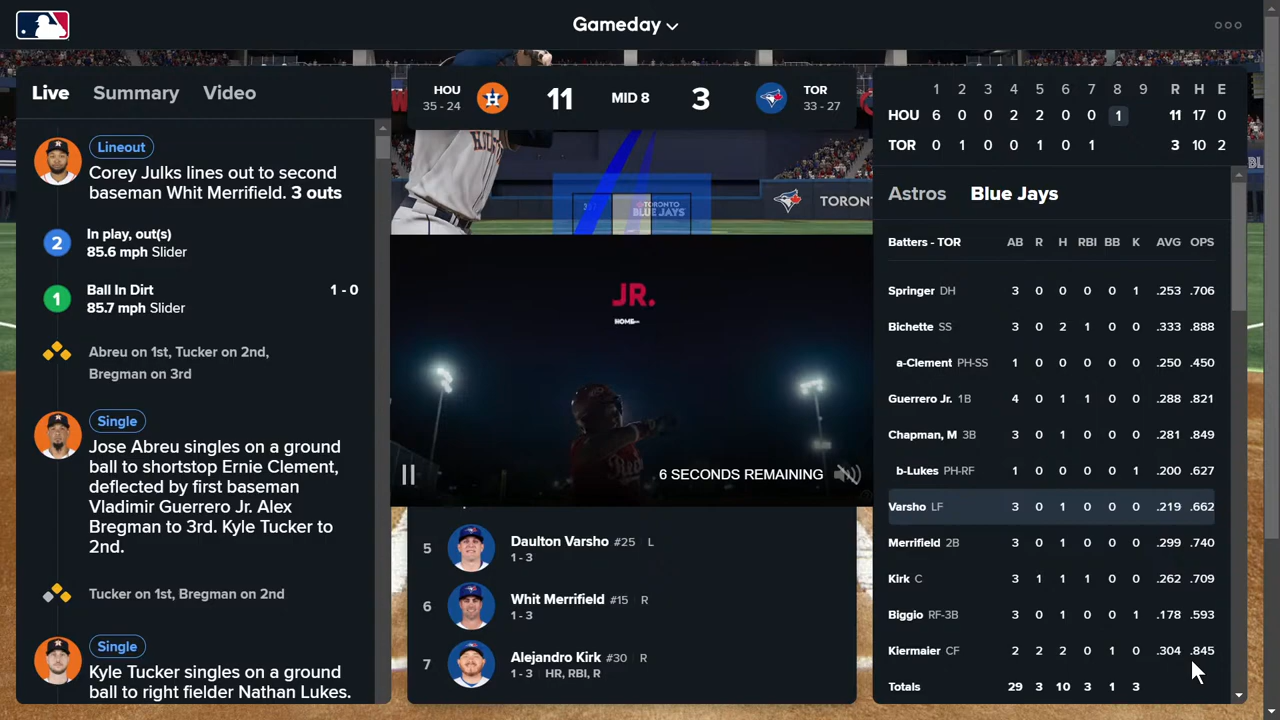 Gameday
Live Summary Video
Lineout
Corey Julks lines out to second
baseman Whit Merrifield. 3 outs
2
In play, out(s)
85.6 mph Slider
1
Ball In Dirt 1 - 0
85.7 mph Slider
Abreu on 1st, Tucker on 2nd,
Bregman on 3rd
Single
Jose Abreu singles on a ground
ball to shortstop Ernie Clement,
deflected by first baseman
Vladimir Guerrero Jr. Alex
Bregman to 3rd. Kyle Tucker to
2nd.
Tucker on 1st, Bregman on 2nd
Single
Kyle Tucker singles on a ground
ball to right fielder Nathan Lukes.
HOU
35 - 24
11
MID 8
3
TOR
33 - 27
TORONTO
BLUE JAYS
TORONT
JR.
HOME
6 SECONDS REMAINING
5 Daulton Varsho #25 L
1 - 3
6 Whit Merrifield #15 R
1 - 3
7 Alejandro Kirk #30 R
1 - 3 HR, RBI, R
1 2 3 4 5 6 7 8 9 R H E
HOU 6 0 0 2 2 0 0 1 11 17 0
TOR 0 1 0 0 1 0 1 3 10 2
Astros Blue Jays
Batters - TOR AB R H RBI BB K AVG OPS
Springer DH 3 0 0 0 0 1 .253 .706
Bichette SS 3 0 2 1 0 0 .333 .888
a-Clement PH-SS 1 0 0 0 0 0 .250 .450
Guerrero Jr. 1B 4 0 1 1 0 0 .288 .821
Chapman, M 3B 3 0 1 0 0 0 .281 .849
b-Lukes PH-RF 1 0 0 0 0 1 .200 .627
Varsho LF 3 0 1 0 0 0 .219 .662
Merrifield 2B 3 0 1 0 0 0 .299 .740
Kirk C 3 1 1 1 0 0 .252 .709
Biggio RF-3B 3 0 1 0 0 1 .178 .593
Kiermaier CF 2 2 2 0 1 0 .304 .845
Totals 29 3 10 3 1 3